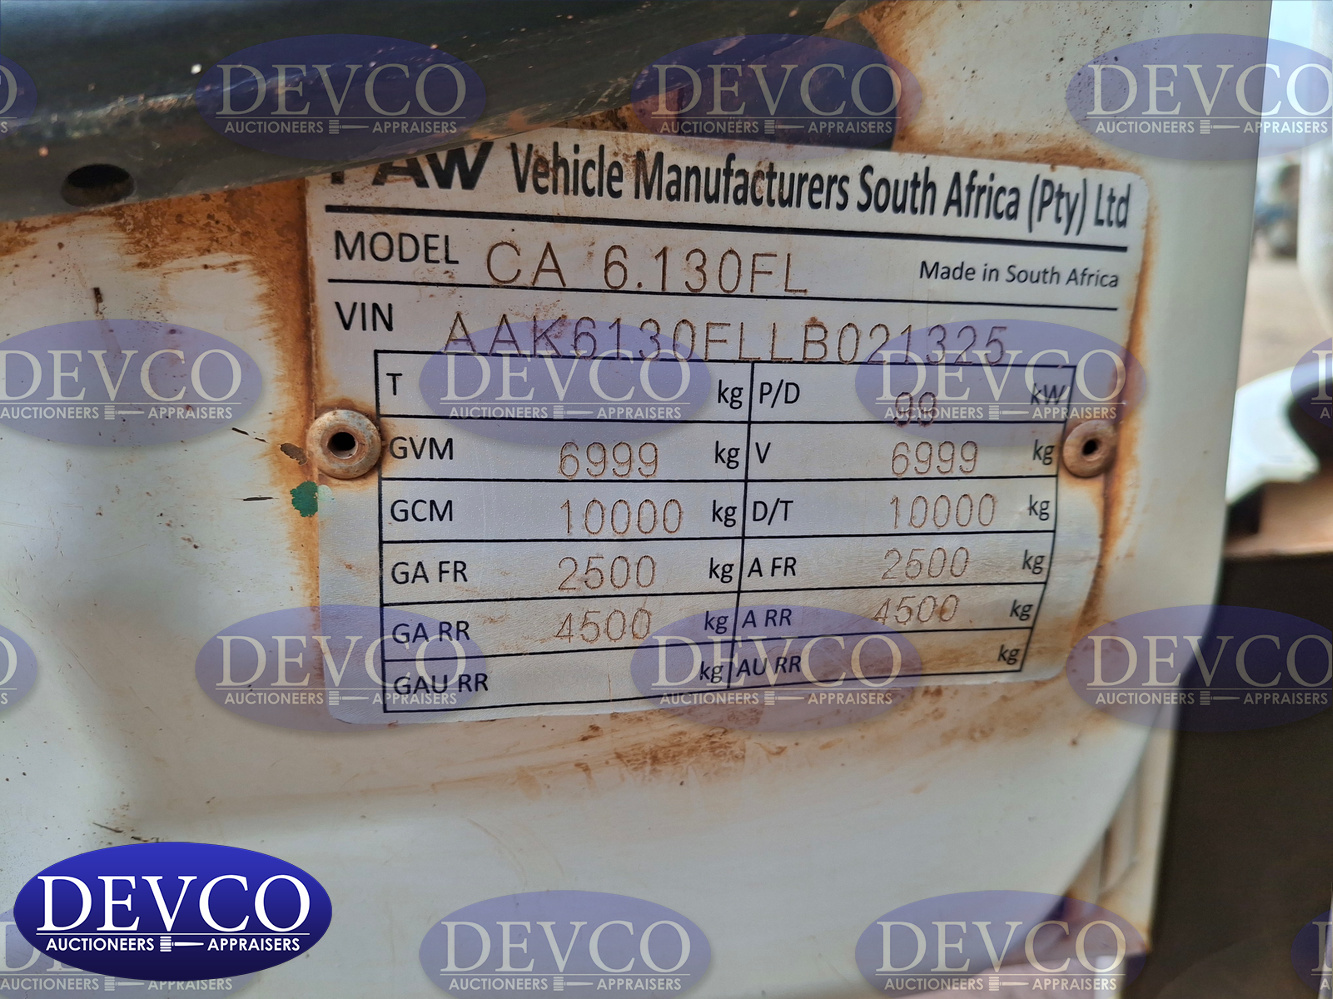 FAW Vehicle Manufacturers South Africa (Pty) Ltd
MODEL CA 6.130FL Made in South Africa
VIN AAK6130FLLB021325
T kg P/D kW
GVM 6999 kg V 6999 kg
GCM 10000 kg D/T 10000 kg
GA FR 2500 kg A FR 2500 kg
GA RR 4500 kg A RR 4500 kg
GAU RR kg AU RR kg
DEVCO
AUCTIONEERS APPRAISERS